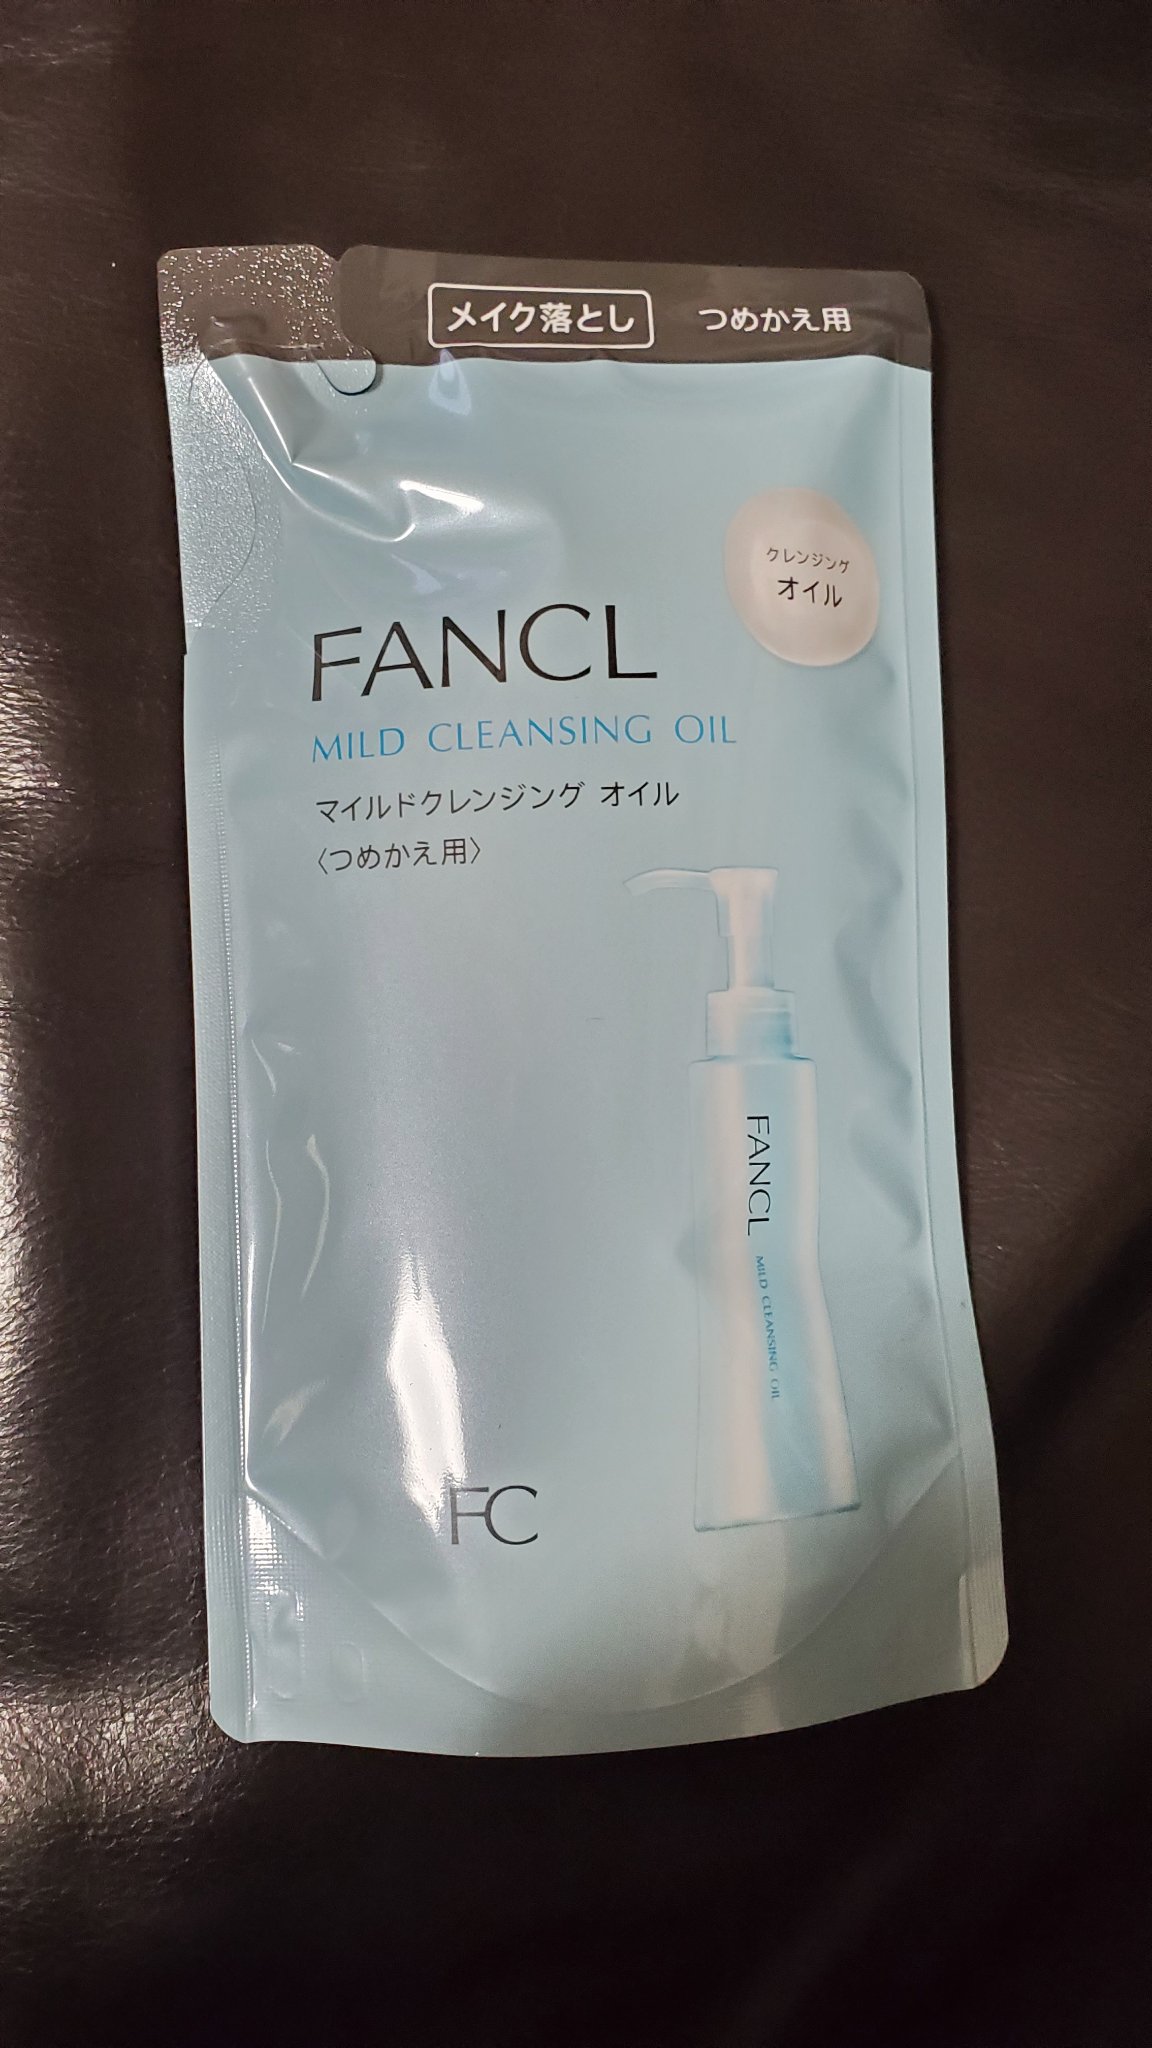 メイク落とし つめかえ用
クレンジング
オイル
FANCL
MILD CLEANSING OIL
マイルドクレンジング オイル
〈つめかえ用〉
FANCL MILD CLEANSING OIL
FC